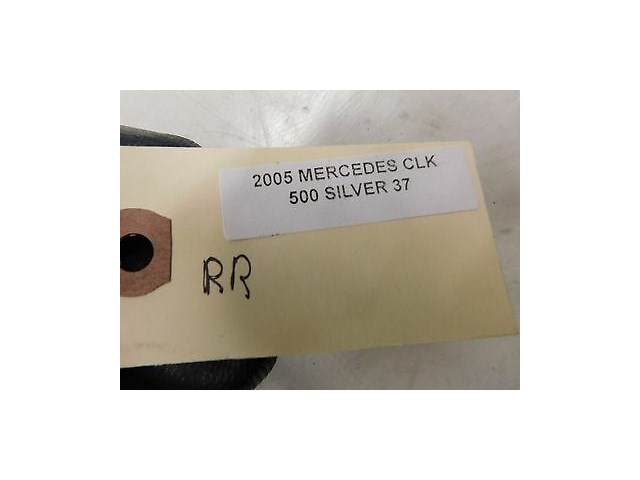 2005 MERCEDES CLK
500 SILVER 37
RR